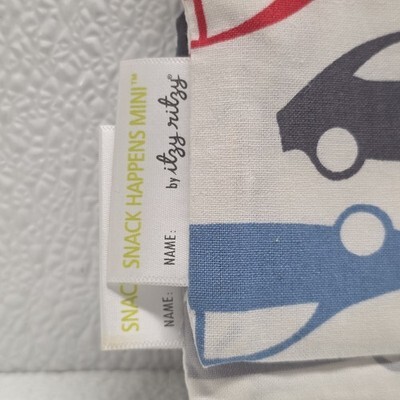 SNACK HAPPENS MINI™
by itzy ritzy®
NAME:
SNAC
NAME: